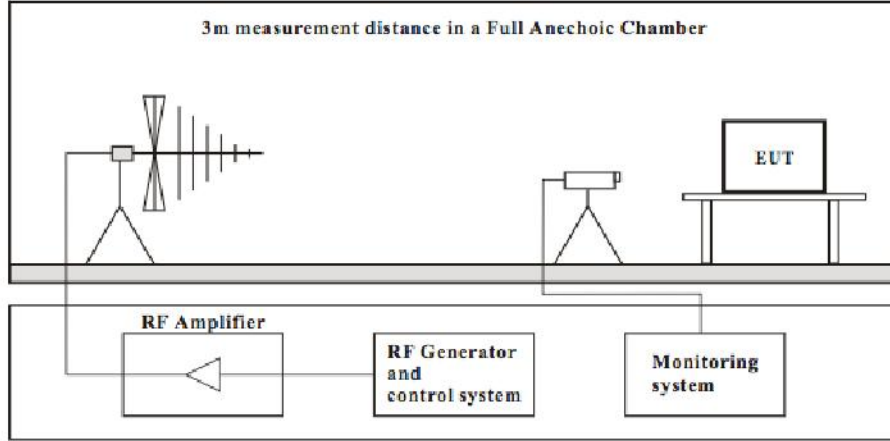 3m measurement distance in a Full Anechoic Chamber
EUT
RF Amplifier
RF Generator
and
control system
Monitoring
system